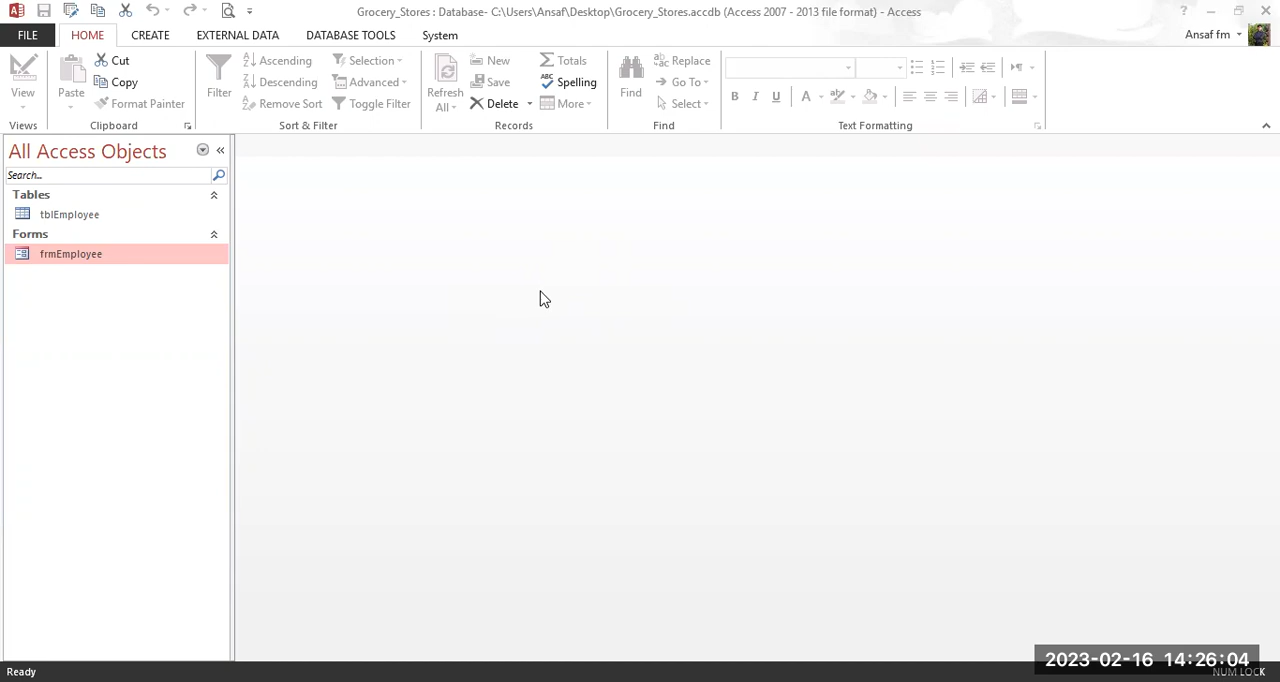 Grocery_Stores : Database- C:\Users\Ansaf\Desktop\Grocery_Stores.accdb (Access 2007 - 2013 file format) - Access
?
FILE HOME CREATE EXTERNAL DATA DATABASE TOOLS System Ansaf fm
View
Views
Paste
Cut
Copy
Format Painter
Clipboard
Filter
Ascending
Descending
Remove Sort
Selection
Advanced
Toggle Filter
Sort & Filter
Refresh
All
New
Save
Delete
Totals
Spelling
More
Records
Find
Replace
Go To
Select
Find
B I U A
Text Formatting
All Access Objects
Search...
Tables
tblEmployee
Forms
frmEmployee
2023-02-16 14:26:04
Ready
NUM LOCK